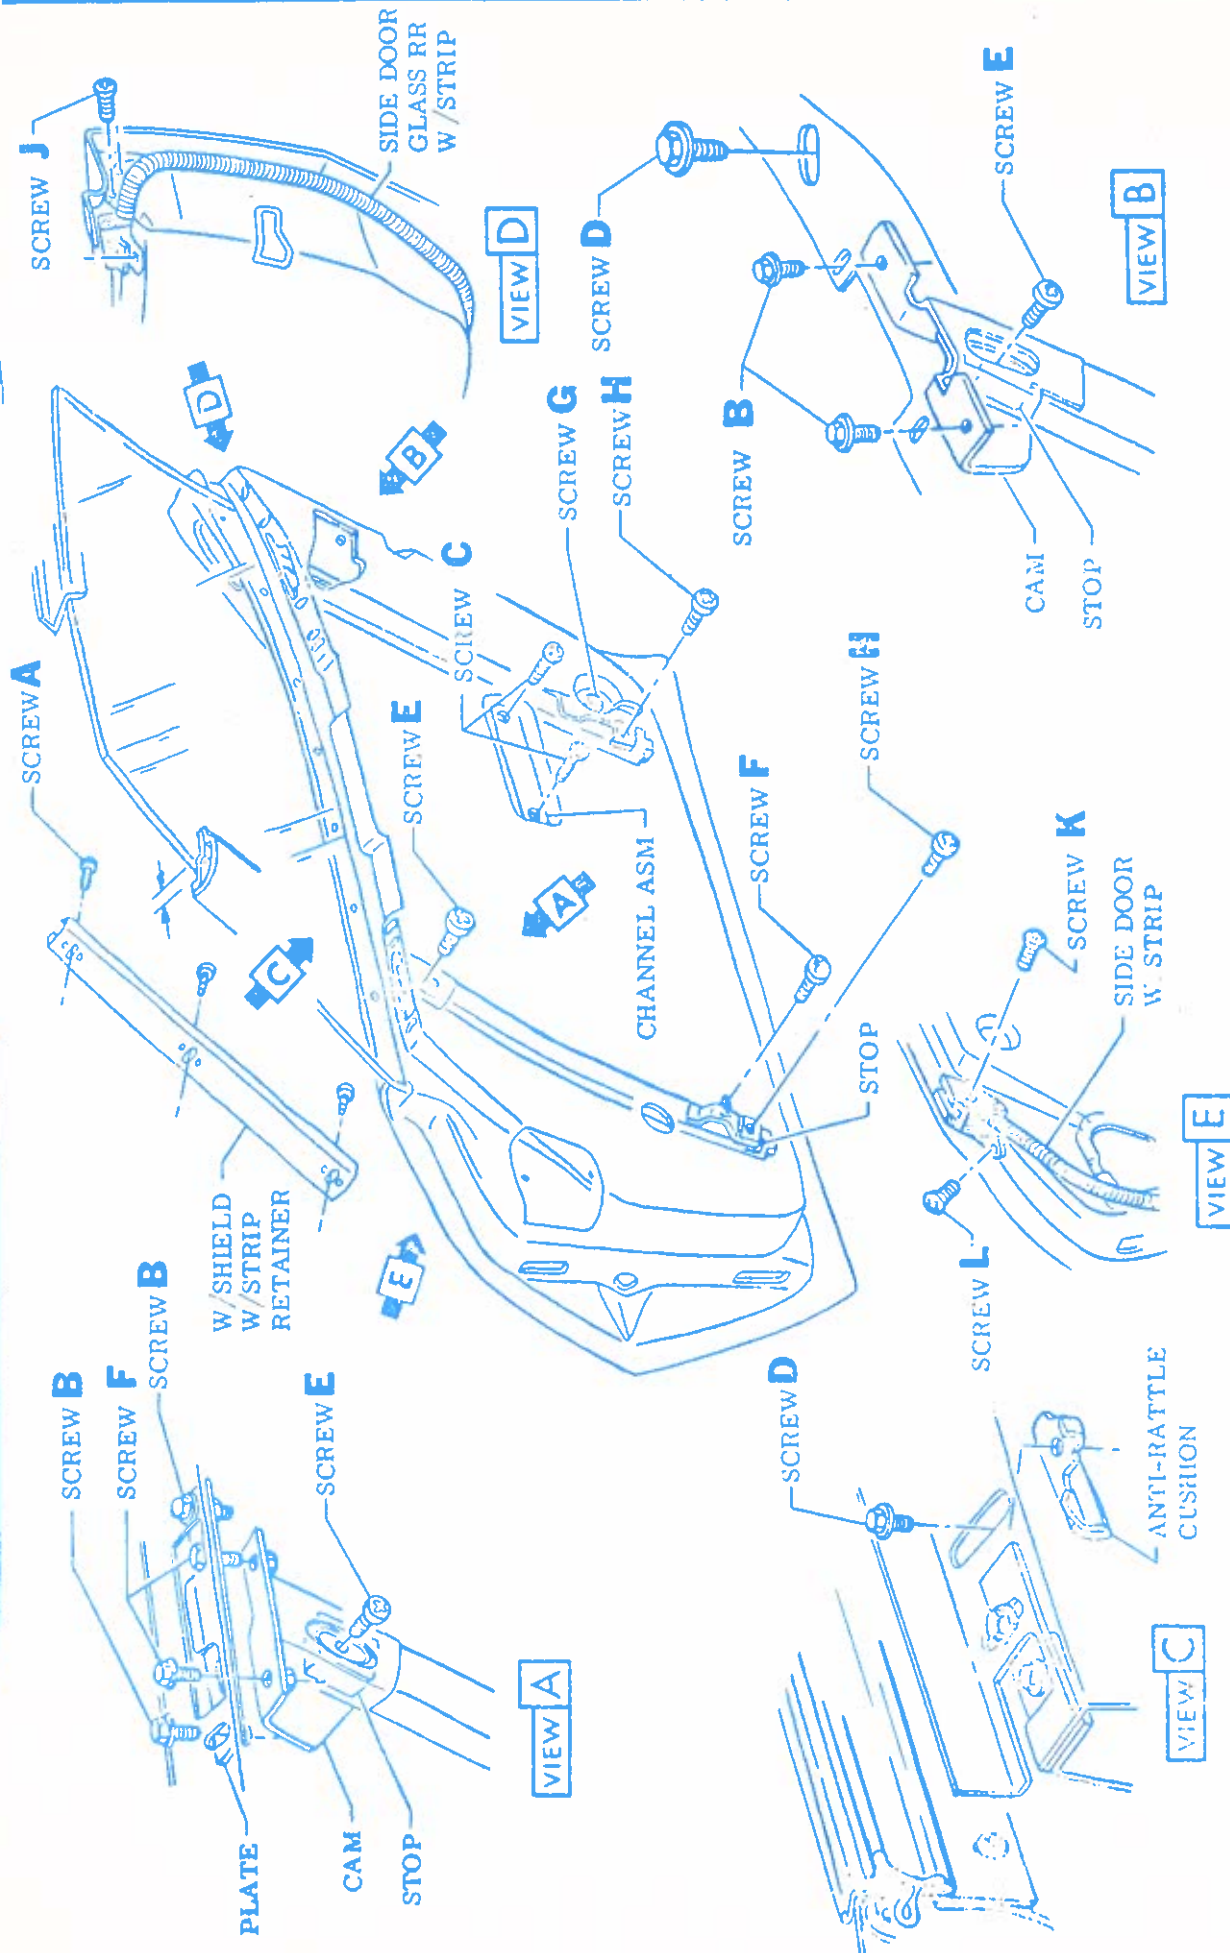 SCREW B
SCREW F
SCREW B
SCREW E
PLATE
CAM
STOP
VIEW A
W/SHIELD
W/STRIP
RETAINER
SCREW A
E
C
D
B
A
SCREW E
SCREW C
SCREW G
SCREW H
CHANNEL ASM
SCREW F
SCREW H
STOP
SCREW J
SIDE DOOR
GLASS RR
W/STRIP
VIEW D
SCREW D
SCREW B
SCREW E
CAM
STOP
VIEW B
SCREW D
ANTI-RATTLE
CUSHION
VIEW C
SCREW L
SCREW K
SIDE DOOR
W. STRIP
VIEW E